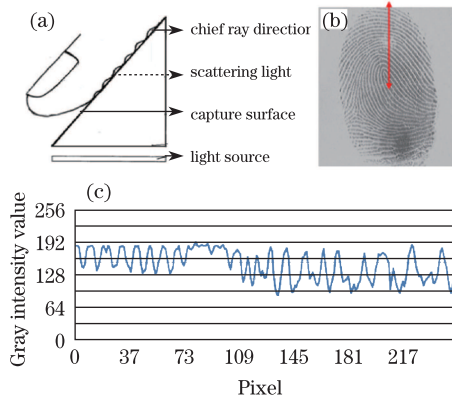 (a)
chief ray direction
scattering light
capture surface
light source
(b)
(c)
Gray intensity value
256
192
128
64
0
0 37 73 109 145 181 217
Pixel